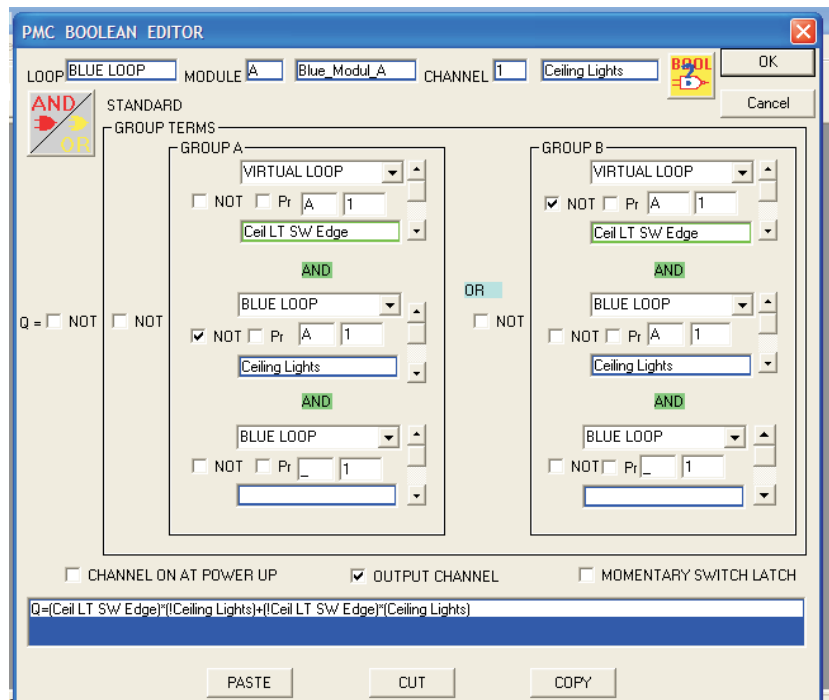 PMC BOOLEAN EDITOR
LOOP BLUE LOOP MODULE A Blue_Modul_A CHANNEL 1 Ceiling Lights BOOL ? OK
Cancel
AND OR STANDARD
GROUP TERMS
GROUP A GROUP B
VIRTUAL LOOP VIRTUAL LOOP
NOT Pr A 1 NOT Pr A 1
Ceil LT SW Edge Ceil LT SW Edge
AND AND
OR
BLUE LOOP BLUE LOOP
Q = NOT NOT NOT Pr A 1 NOT NOT Pr A 1
Ceiling Lights Ceiling Lights
AND AND
BLUE LOOP BLUE LOOP
NOT Pr _ 1 NOT Pr _ 1
CHANNEL ON AT POWER UP OUTPUT CHANNEL MOMENTARY SWITCH LATCH
Q=(Ceil LT SW Edge)*(!Ceiling Lights)+(!Ceil LT SW Edge)*(Ceiling Lights)
PASTE CUT COPY